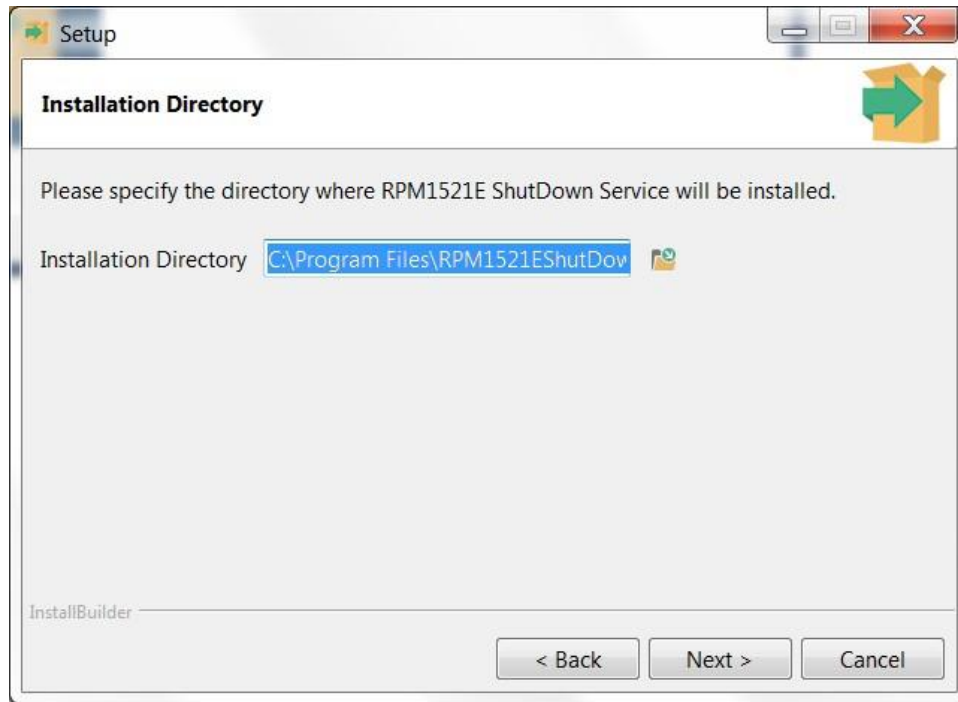 Setup
Installation Directory
Please specify the directory where RPM1521E ShutDown Service will be installed.
Installation Directory C:\Program Files\RPM1521EShutDow
InstallBuilder
< Back Next > Cancel